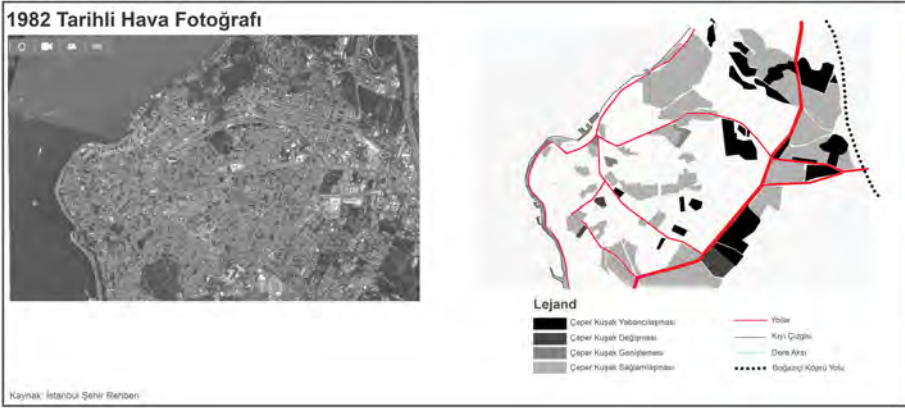 1982 Tarihli Hava Fotoğrafı
Lejand
Çeper Kuşak Yabancılaşması
Çeper Kuşak Değişmesi
Çeper Kuşak Genişlemesi
Çeper Kuşak Sağlamlaşması
Yollar
Kıyı Çizgisi
Dere Aksı
Boğaziçi Köprü Yolu
Kaynak: İstanbul Şehir Rehberi